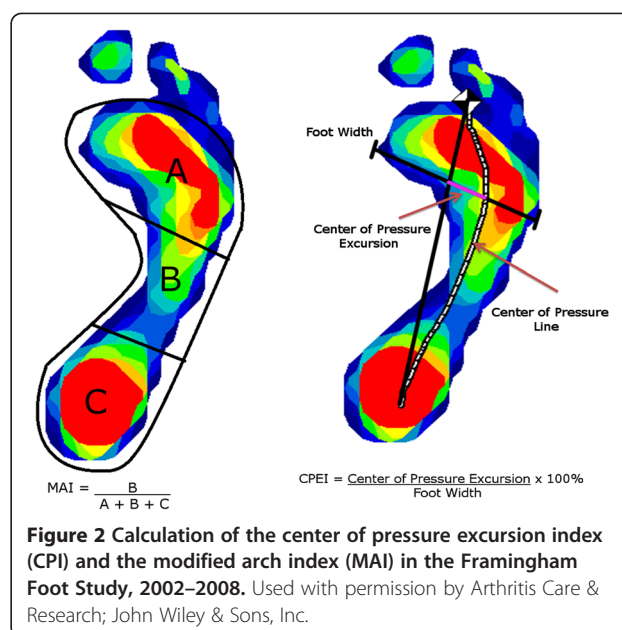 A
B
C
MAI = B
A + B + C
Foot Width
Center of Pressure
Excursion
Center of Pressure
Line
CPEI = Center of Pressure Excursion x 100%
Foot Width
Figure 2 Calculation of the center of pressure excursion index
(CPI) and the modified arch index (MAI) in the Framingham
Foot Study, 2002–2008. Used with permission by Arthritis Care &
Research; John Wiley & Sons, Inc.